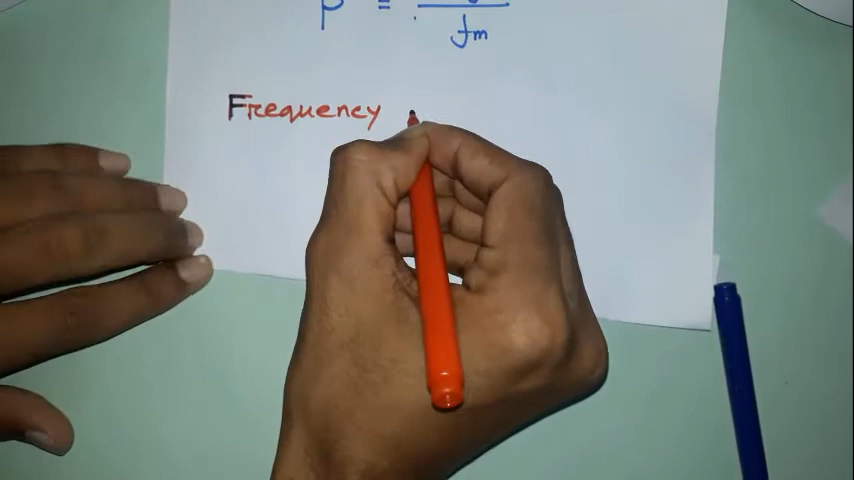 β =
fm
Frequency